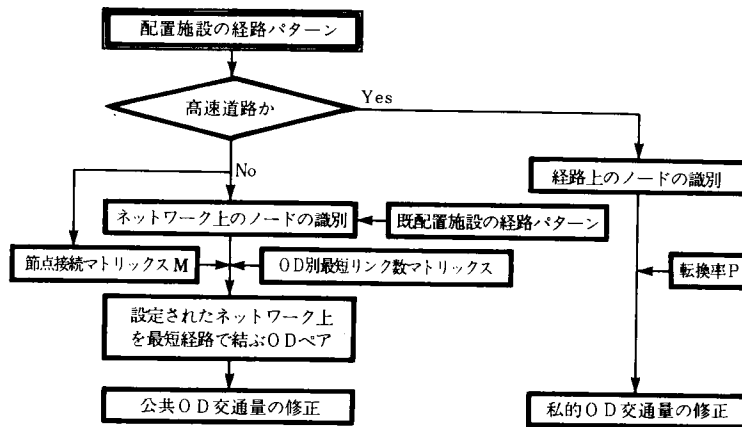 配置施設の経路パターン
高速道路か
Yes
No
経路上のノードの識別
ネットワーク上のノードの識別
既配置施設の経路パターン
節点接続マトリックスM
OD別最短リンク数マトリックス
転換率P
設定されたネットワーク上
を最短経路で結ぶODペア
公共OD交通量の修正
私的OD交通量の修正